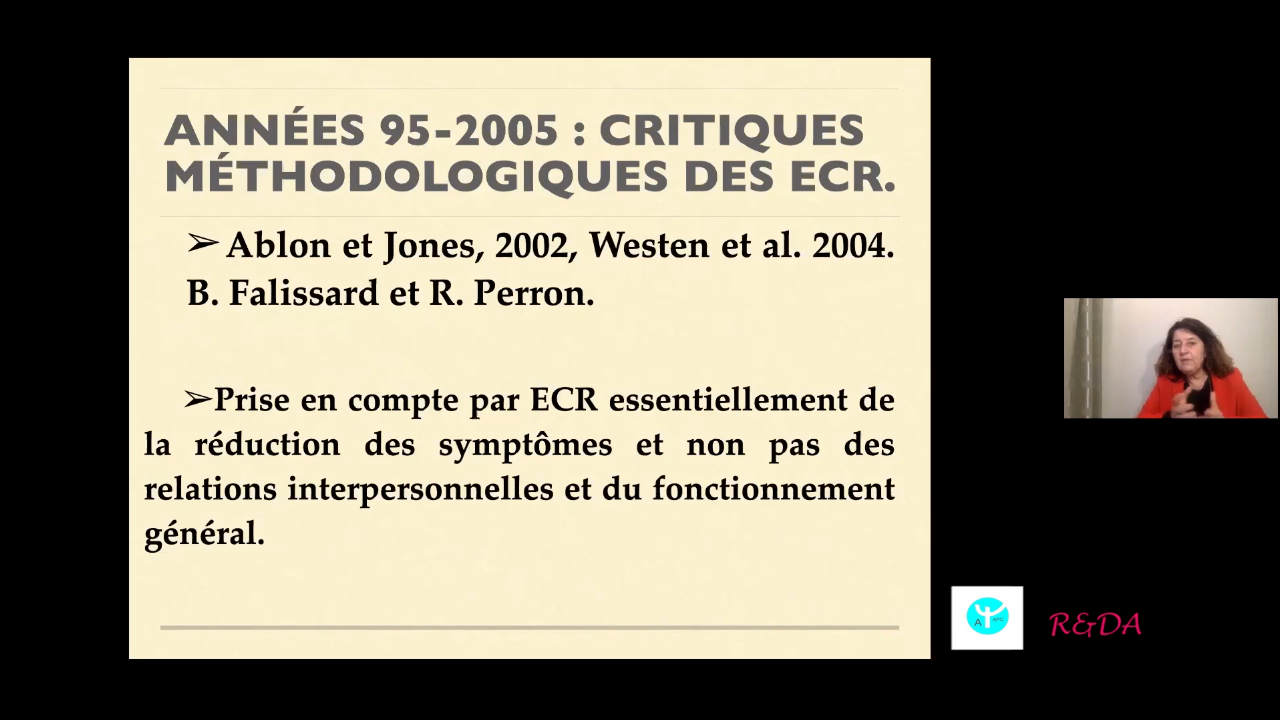 ANNÉES 95-2005 : CRITIQUES
MÉTHODOLOGIQUES DES ECR.
➢ Ablon et Jones, 2002, Westen et al. 2004.
B. Falissard et R. Perron.
➢Prise en compte par ECR essentiellement de
la réduction des symptômes et non pas des
relations interpersonnelles et du fonctionnement
général.
R&DA